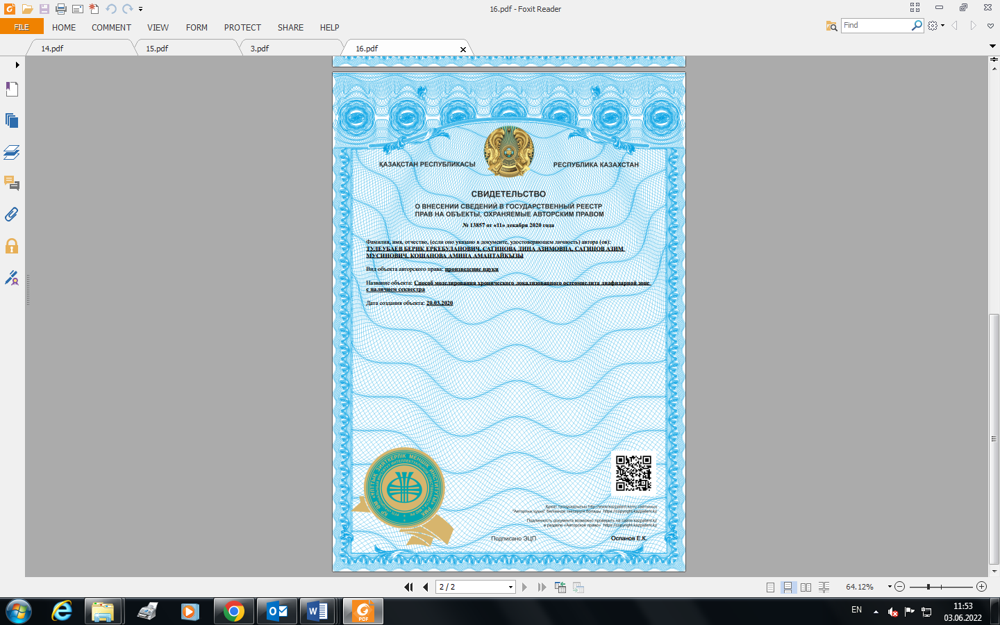 16.pdf - Foxit Reader
FILE HOME COMMENT VIEW FORM PROTECT SHARE HELP
Find
14.pdf 15.pdf 3.pdf 16.pdf
ҚАЗАҚСТАН РЕСПУБЛИКАСЫ РЕСПУБЛИКА КАЗАХСТАН
СВИДЕТЕЛЬСТВО
О ВНЕСЕНИИ СВЕДЕНИЙ В ГОСУДАРСТВЕННЫЙ РЕЕСТР
ПРАВ НА ОБЪЕКТЫ, ОХРАНЯЕМЫЕ АВТОРСКИМ ПРАВОМ
№ 13857 от «11» декабря 2020 года
Фамилия, имя, отчество, (если оно указано в документе, удостоверяющем личность) автора (ов):
ТУЛЕУБАЕВ БЕРИК ЕРКЕБУЛАНОВИЧ, САГИНОВА ДИНА АЗИМОВНА, САГИНОВ АЗИМ
МУСИНОВИЧ, КОШАНОВА АМИНА АМАНТАЙКЫЗЫ
Вид объекта авторского права: произведение науки
Название объекта: Способ моделирования хронического локализованного остеомиелита диафизарной зоне
с наличием секвестра
Дата создания объекта: 20.03.2020
Құжат түпнұсқалығын http://www.kazpatent.kz/ru сайтының
"Авторлық құқық" бөлімінде тексеруге болады https://copyright.kazpatent.kz
Подлинность документа возможно проверить на сайте kazpatent.kz
в разделе «Авторское право» https://copyright.kazpatent.kz
Подписано ЭЦП Оспанов Е.К.
2 / 2
64.12%
EN
11:53
03.06.2022
PDF